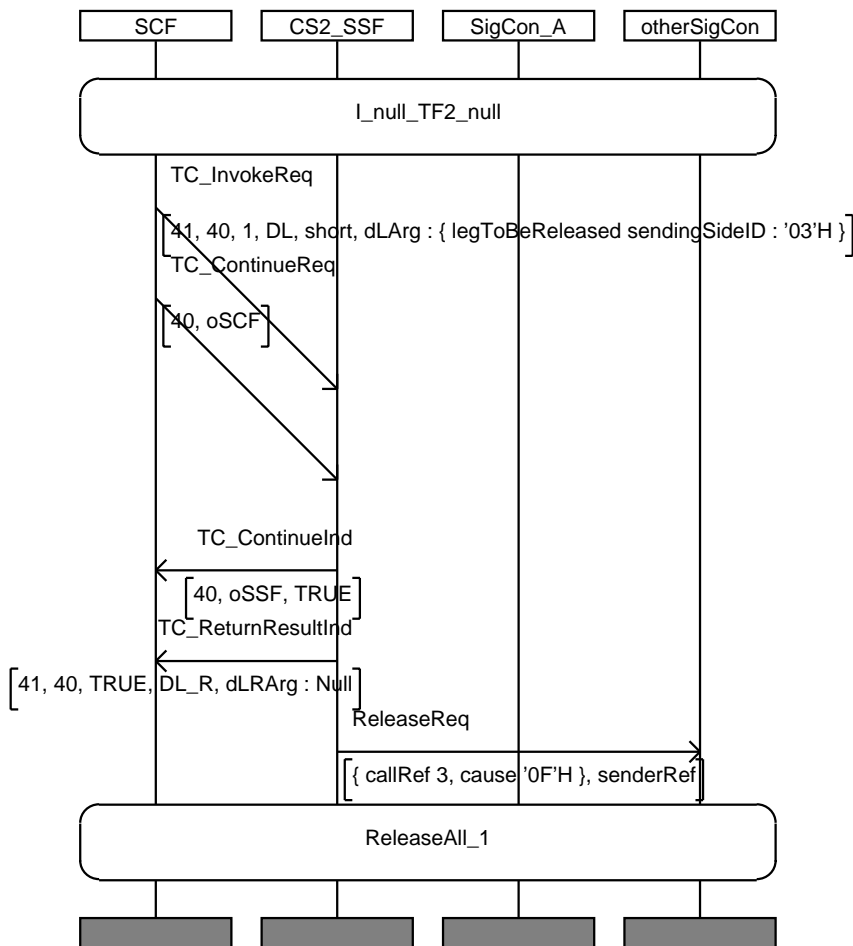 SCF CS2_SSF SigCon_A otherSigCon
I_null_TF2_null
TC_InvokeReq
41, 40, 1, DL, short, dLArg : { legToBeReleased sendingSideID : '03'H }
TC_ContinueReq
40, oSCF
TC_ContinueInd
40, oSSF, TRUE
TC_ReturnResultInd
41, 40, TRUE, DL_R, dLRArg : Null
ReleaseReq
{ callRef 3, cause '0F'H }, senderRef
ReleaseAll_1